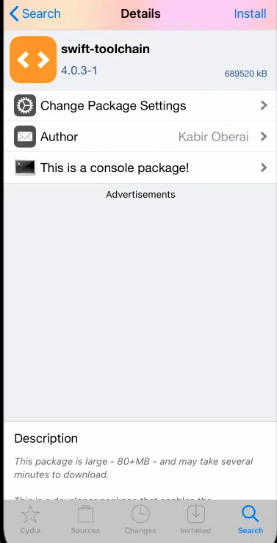 Search Details Install
swift-toolchain
4.0.3-1
689520 kB
Change Package Settings
Author Kabir Oberai
This is a console package!
Advertisements
Description
This package is large - 80+MB - and may take several
minutes to download.
This is a developer package that enables the
Cydia Sources Changes Installed Search